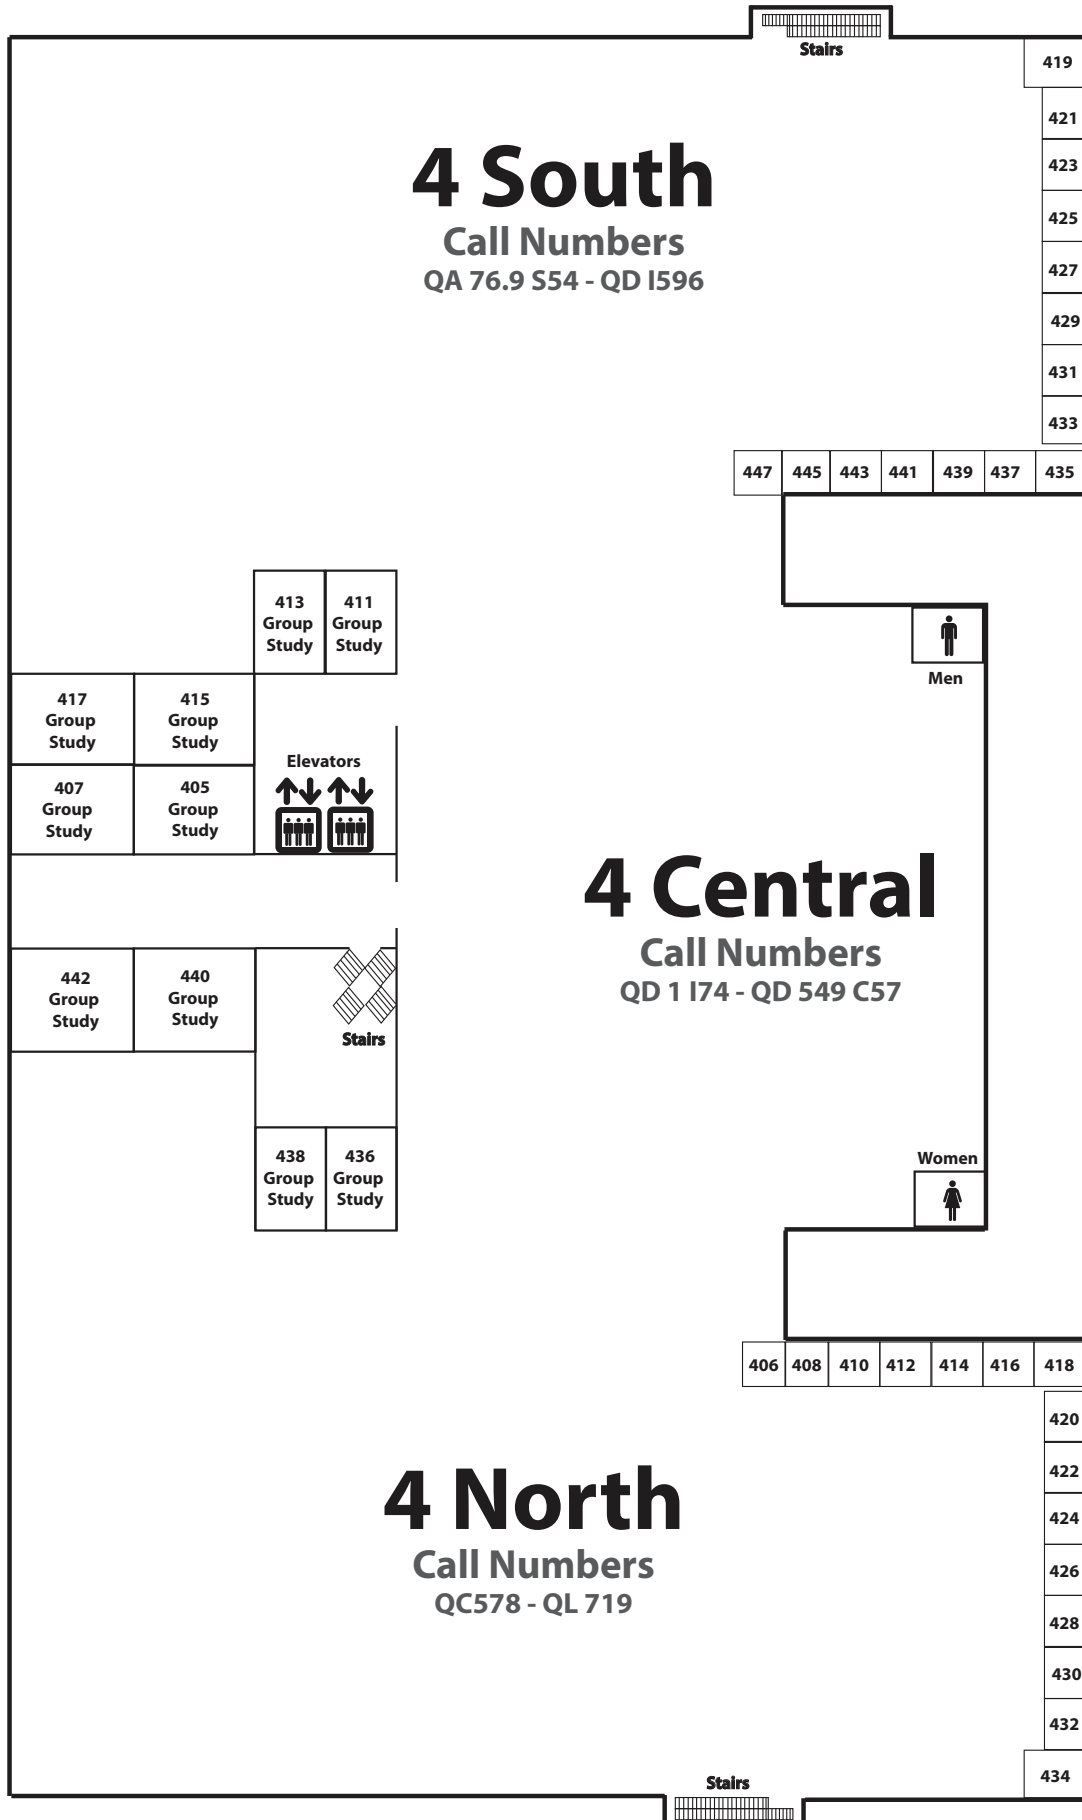 Stairs
419
421
4 South
423
Call Numbers
425
QA 76.9 S54 - QD I596
427
429
431
433
447 445 443 441 439 437 435
413
Group
Study
411
Group
Study
Men
417
Group
Study
415
Group
Study
Elevators
407
Group
Study
405
Group
Study
4 Central
Call Numbers
QD 1 I74 - QD 549 C57
442
Group
Study
440
Group
Study
Stairs
438
Group
Study
436
Group
Study
Women
406 408 410 412 414 416 418
420
422
4 North
424
Call Numbers
426
QC578 - QL 719
428
430
432
434
Stairs